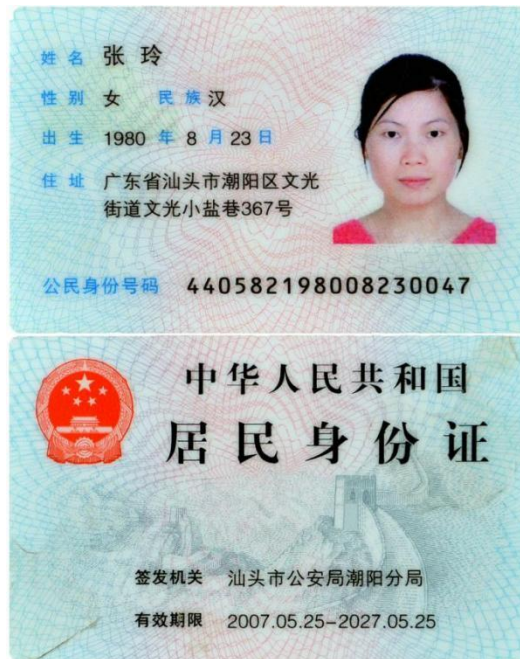 姓名 张玲
性别 女 民族 汉
出生 1980 年 8 月 23 日
住址 广东省汕头市潮阳区文光
街道文光小盐巷367号
公民身份号码 440582198008230047
中华人民共和国
居民身份证
签发机关 汕头市公安局潮阳分局
有效期限 2007.05.25-2027.05.25